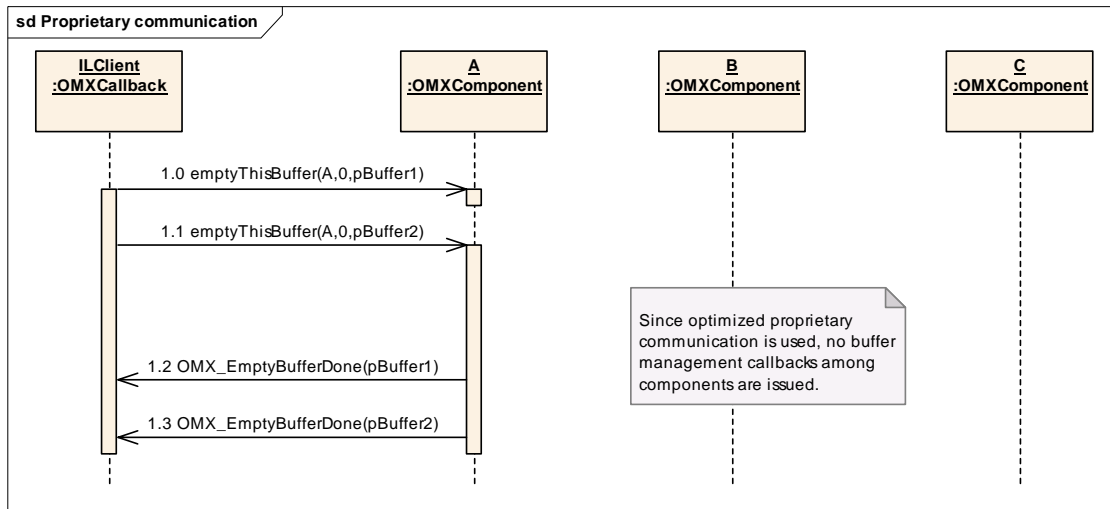 sd Proprietary communication
ILClient
:OMXCallback
A
:OMXComponent
B
:OMXComponent
C
:OMXComponent
1.0 emptyThisBuffer(A,0,pBuffer1)
1.1 emptyThisBuffer(A,0,pBuffer2)
Since optimized proprietary
communication is used, no buffer
management callbacks among
components are issued.
1.2 OMX_EmptyBufferDone(pBuffer1)
1.3 OMX_EmptyBufferDone(pBuffer2)